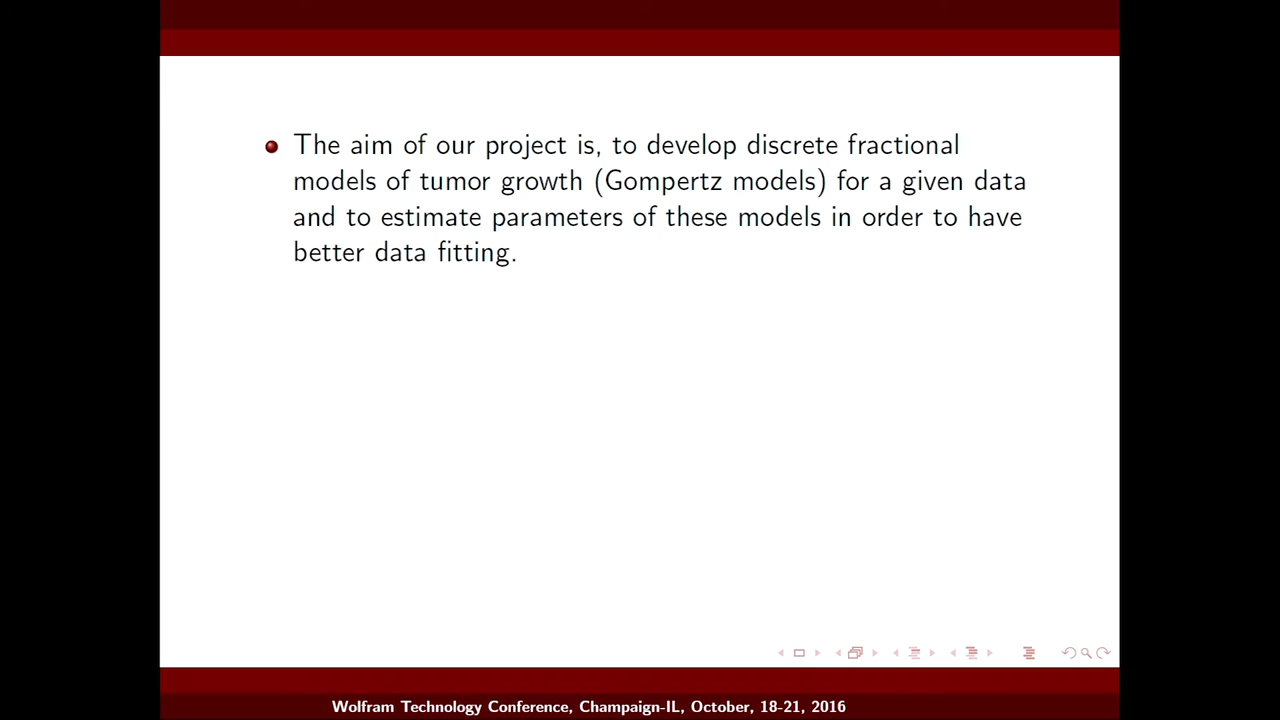 The aim of our project is, to develop discrete fractional
models of tumor growth (Gompertz models) for a given data
and to estimate parameters of these models in order to have
better data fitting.
Wolfram Technology Conference, Champaign-IL, October, 18-21, 2016